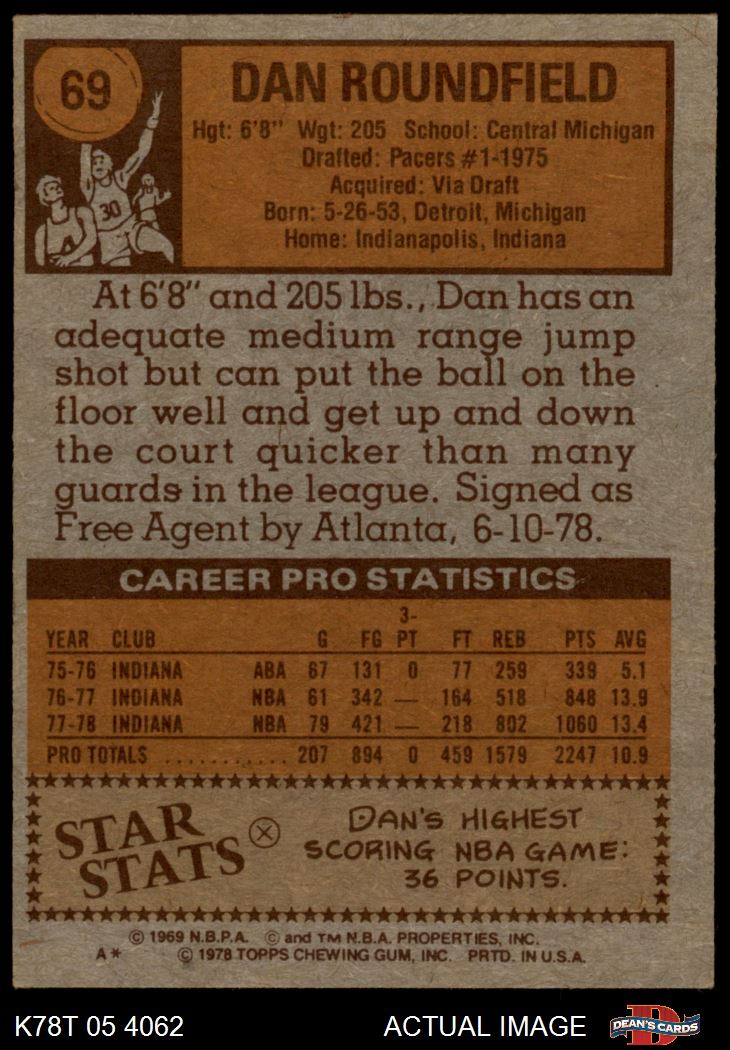 69
DAN ROUNDFIELD
Hgt: 6'8" Wgt: 205 School: Central Michigan
Drafted: Pacers #1-1975
Acquired: Via Draft
Born: 5-26-53, Detroit, Michigan
Home: Indianapolis, Indiana
30
At 6'8" and 205 lbs., Dan has an
adequate medium range jump
shot but can put the ball on the
floor well and get up and down
the court quicker than many
guards in the league. Signed as
Free Agent by Atlanta, 6-10-78.
CAREER PRO STATISTICS
YEAR CLUB G FG 3-PT FT REB PTS AVG
75-76 INDIANA ABA 67 131 0 77 259 339 5.1
76-77 INDIANA NBA 61 342 — 164 518 848 13.9
77-78 INDIANA NBA 79 421 — 218 802 1060 13.4
PRO TOTALS ............ 207 894 0 459 1579 2247 10.9
STAR
STATS
DAN'S HIGHEST
SCORING NBA GAME:
36 POINTS.
© 1969 N.B.P.A. © and TM N.B.A. PROPERTIES, INC.
A* © 1978 TOPPS CHEWING GUM, INC. PRTD. IN U.S.A.
K78T 05 4062 ACTUAL IMAGE
D
DEAN'S CARDS